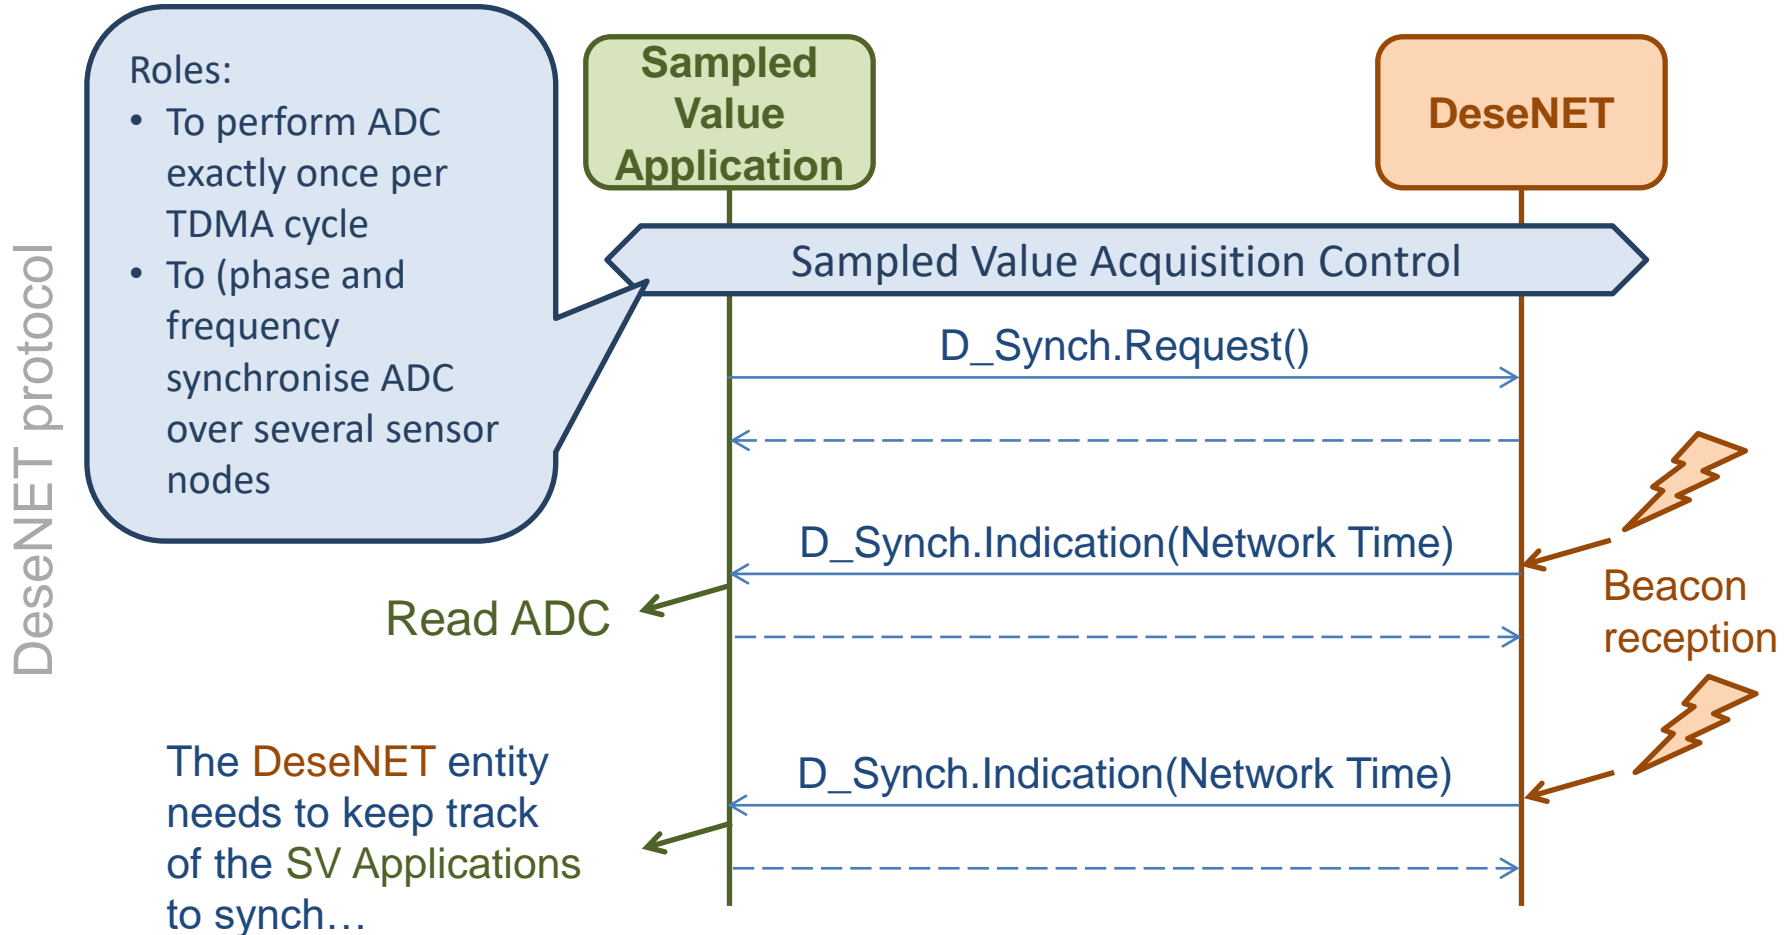 DeseNET protocol
Roles:
• To perform ADC
exactly once per
TDMA cycle
• To (phase and
frequency
synchronise ADC
over several sensor
nodes
Sampled
Value
Application
DeseNET
Sampled Value Acquisition Control
D_Synch.Request()
D_Synch.Indication(Network Time)
Read ADC
Beacon
reception
The DeseNET entity
needs to keep track
of the SV Applications
to synch…
D_Synch.Indication(Network Time)